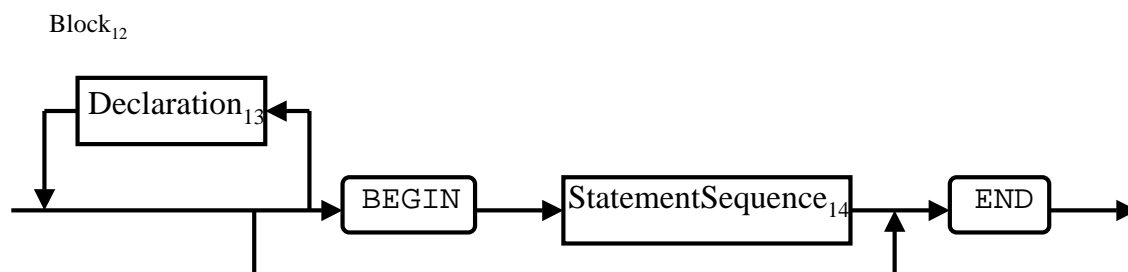 Block12
Declaration13
BEGIN StatementSequence14 END